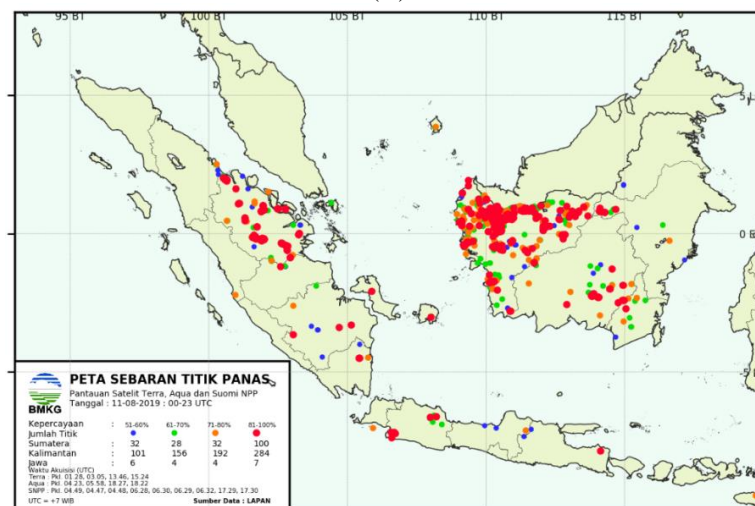 95 BT
100 BT
105 BT
110 BT
115 BT
5
0
0 E
5
5
BMKG
PETA SEBARAN TITIK PANAS
Pantauan Satelit Terra, Aqua dan Suomi NPP
Tanggal : 11-08-2019 : 00-23 UTC
Kepercayaan : 51-60% 61-70% 71-80% 81-100%
Jumlah Titik
Sumatera : 32 28 32 100
Kalimantan : 101 156 192 284
Jawa : 6 4 4 7
Waktu Akuisisi (UTC)
Terra : Pkl. 01.28, 03.05, 13.46, 15.24
Aqua : Pkl. 04.23, 05.58, 18.27, 18.22
SNPP : Pkl. 04.49, 04.47, 04.48, 06.28, 06.30, 06.29, 06.32, 17.29, 17.30
UTC = +7 WIB Sumber Data : LAPAN